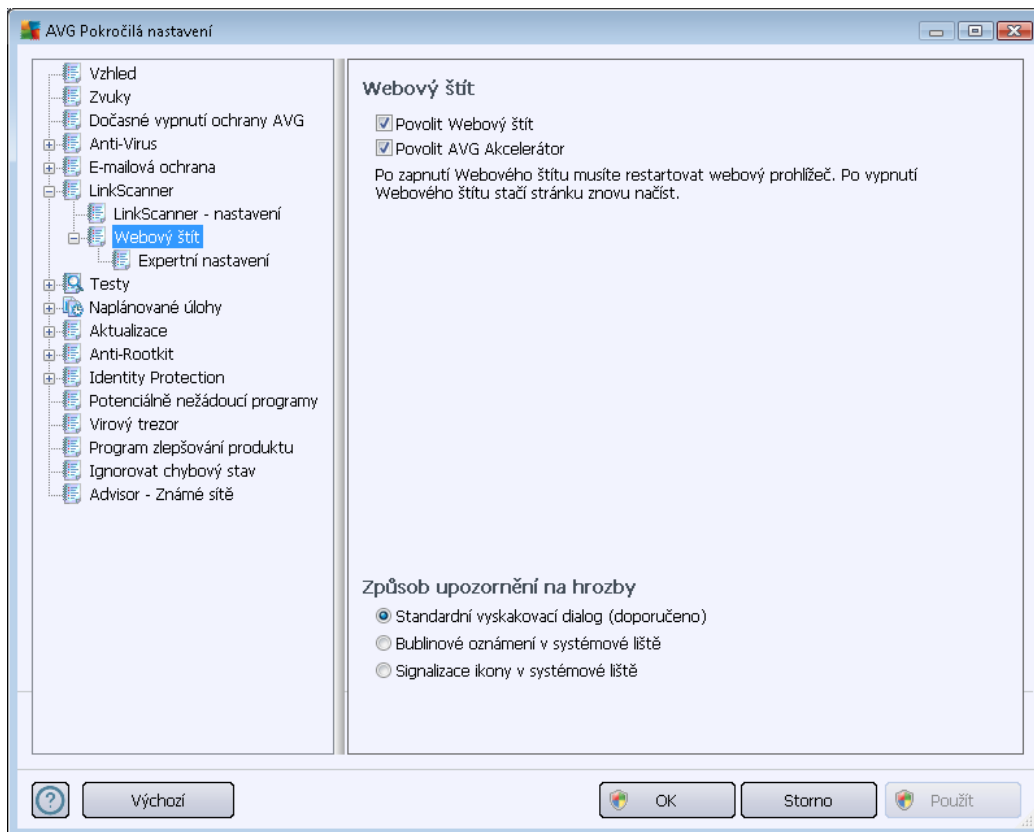 AVG Pokročilá nastavení
Vzhled
Zvuky
Dočasné vypnutí ochrany AVG
Anti-Virus
E-mailová ochrana
LinkScanner
LinkScanner - nastavení
Webový štít
Expertní nastavení
Testy
Naplánované úlohy
Aktualizace
Anti-Rootkit
Identity Protection
Potenciálně nežádoucí programy
Virový trezor
Program zlepšování produktu
Ignorovat chybový stav
Advisor - Známé sítě
Webový štít
Povolit Webový štít
Povolit AVG Akcelerátor
Po zapnutí Webového štítu musíte restartovat webový prohlížeč. Po vypnutí
Webového štítu stačí stránku znovu načíst.
Způsob upozornění na hrozby
Standardní vyskakovací dialog (doporučeno)
Bublinové oznámení v systémové liště
Signalizace ikony v systémové liště
Výchozí
OK
Storno
Použít